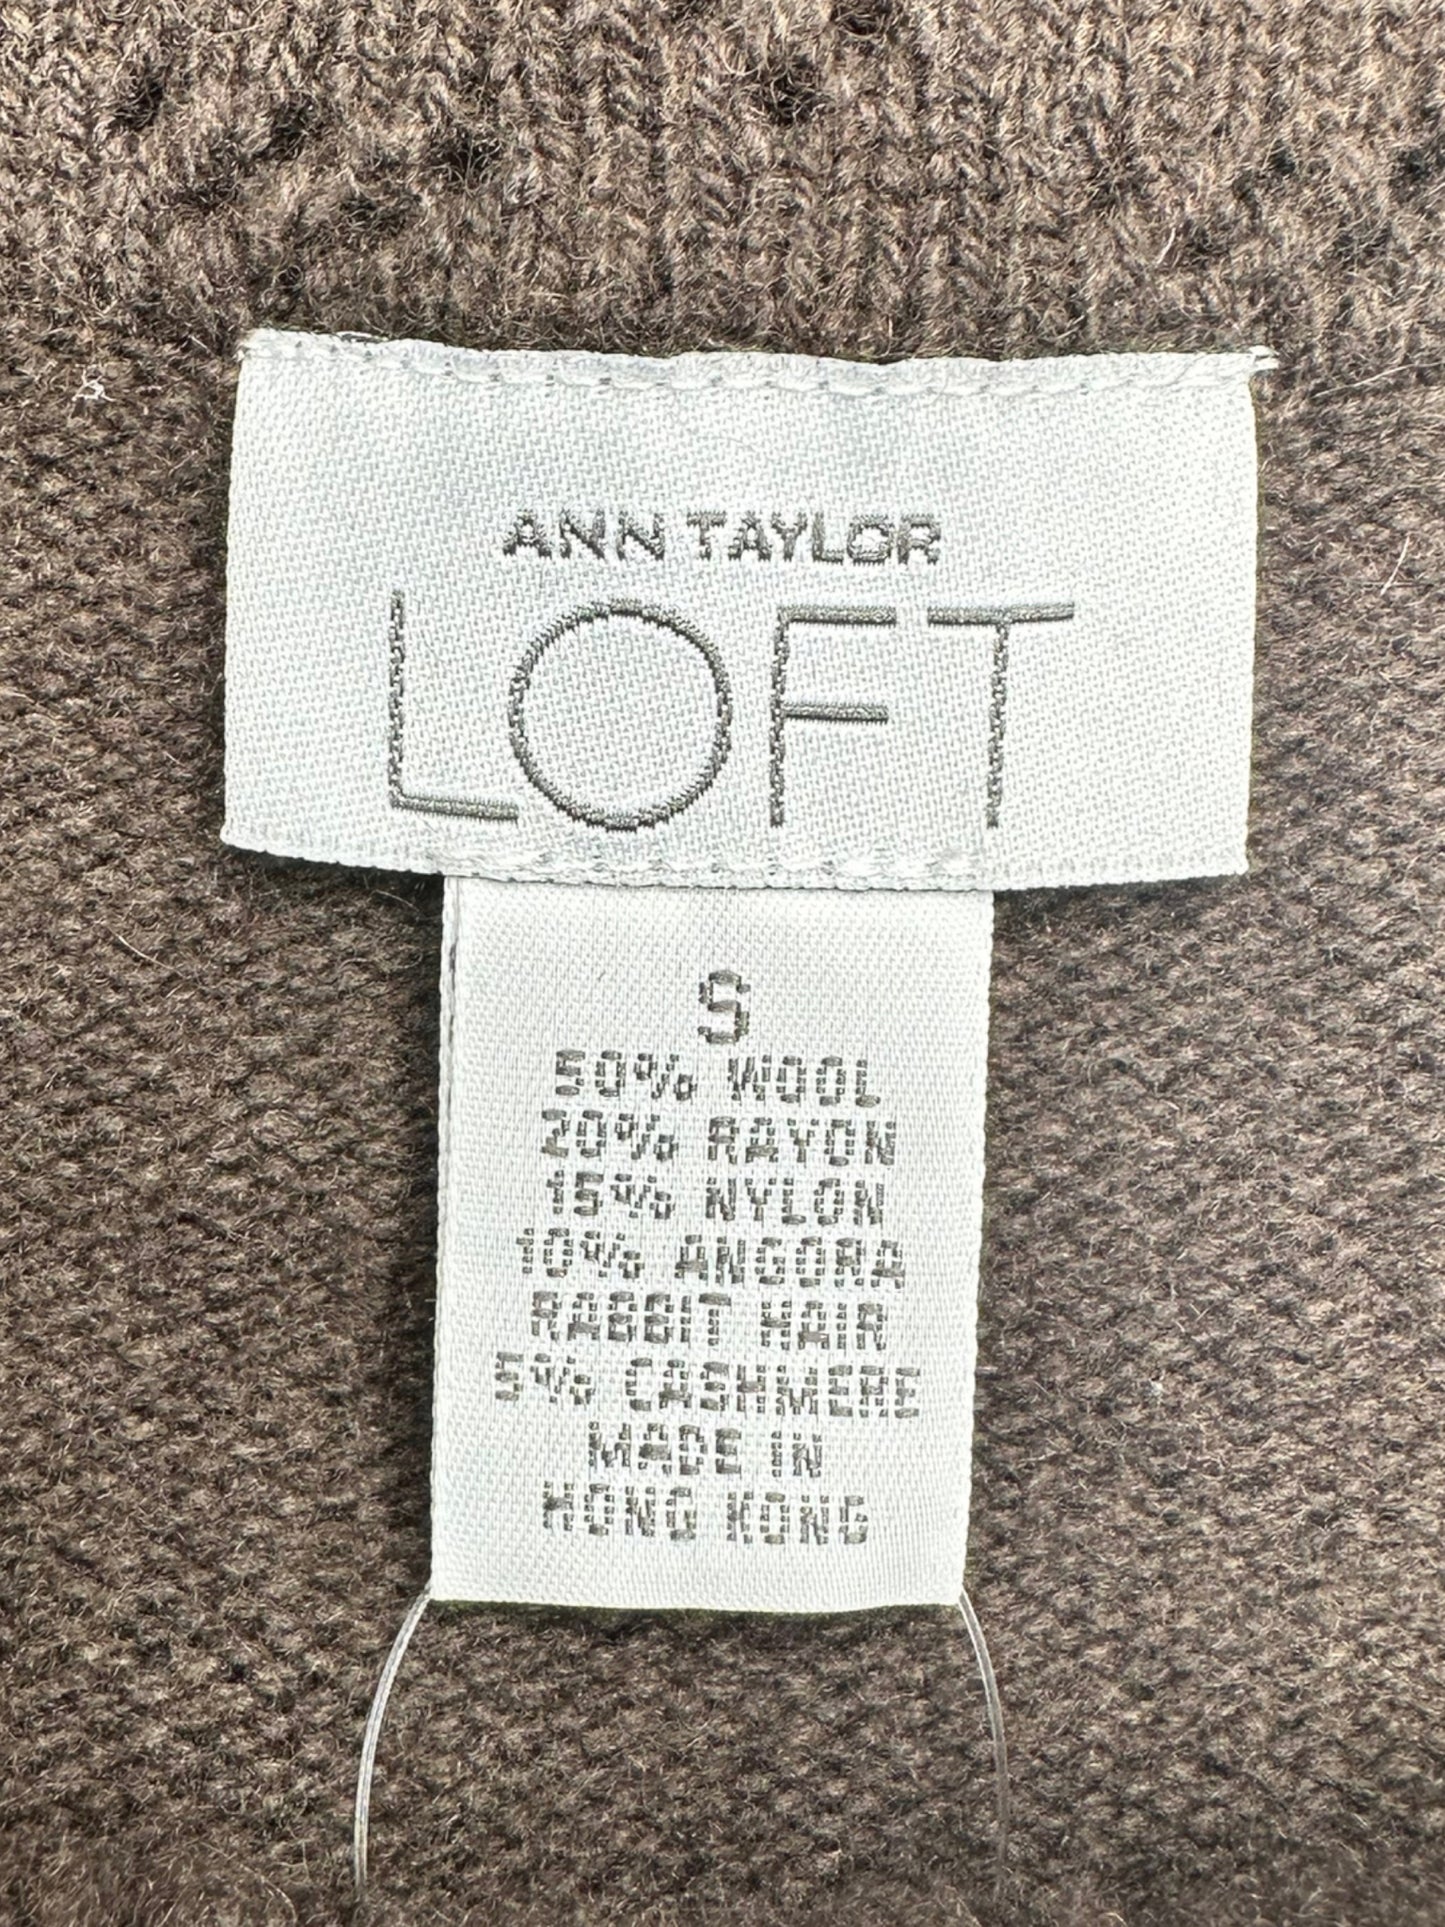 ANN TAYLOR
LOFT
S
50% WOOL
20% RAYON
15% NYLON
10% ANGORA
RABBIT HAIR
5% CASHMERE
MADE IN
HONG KONG